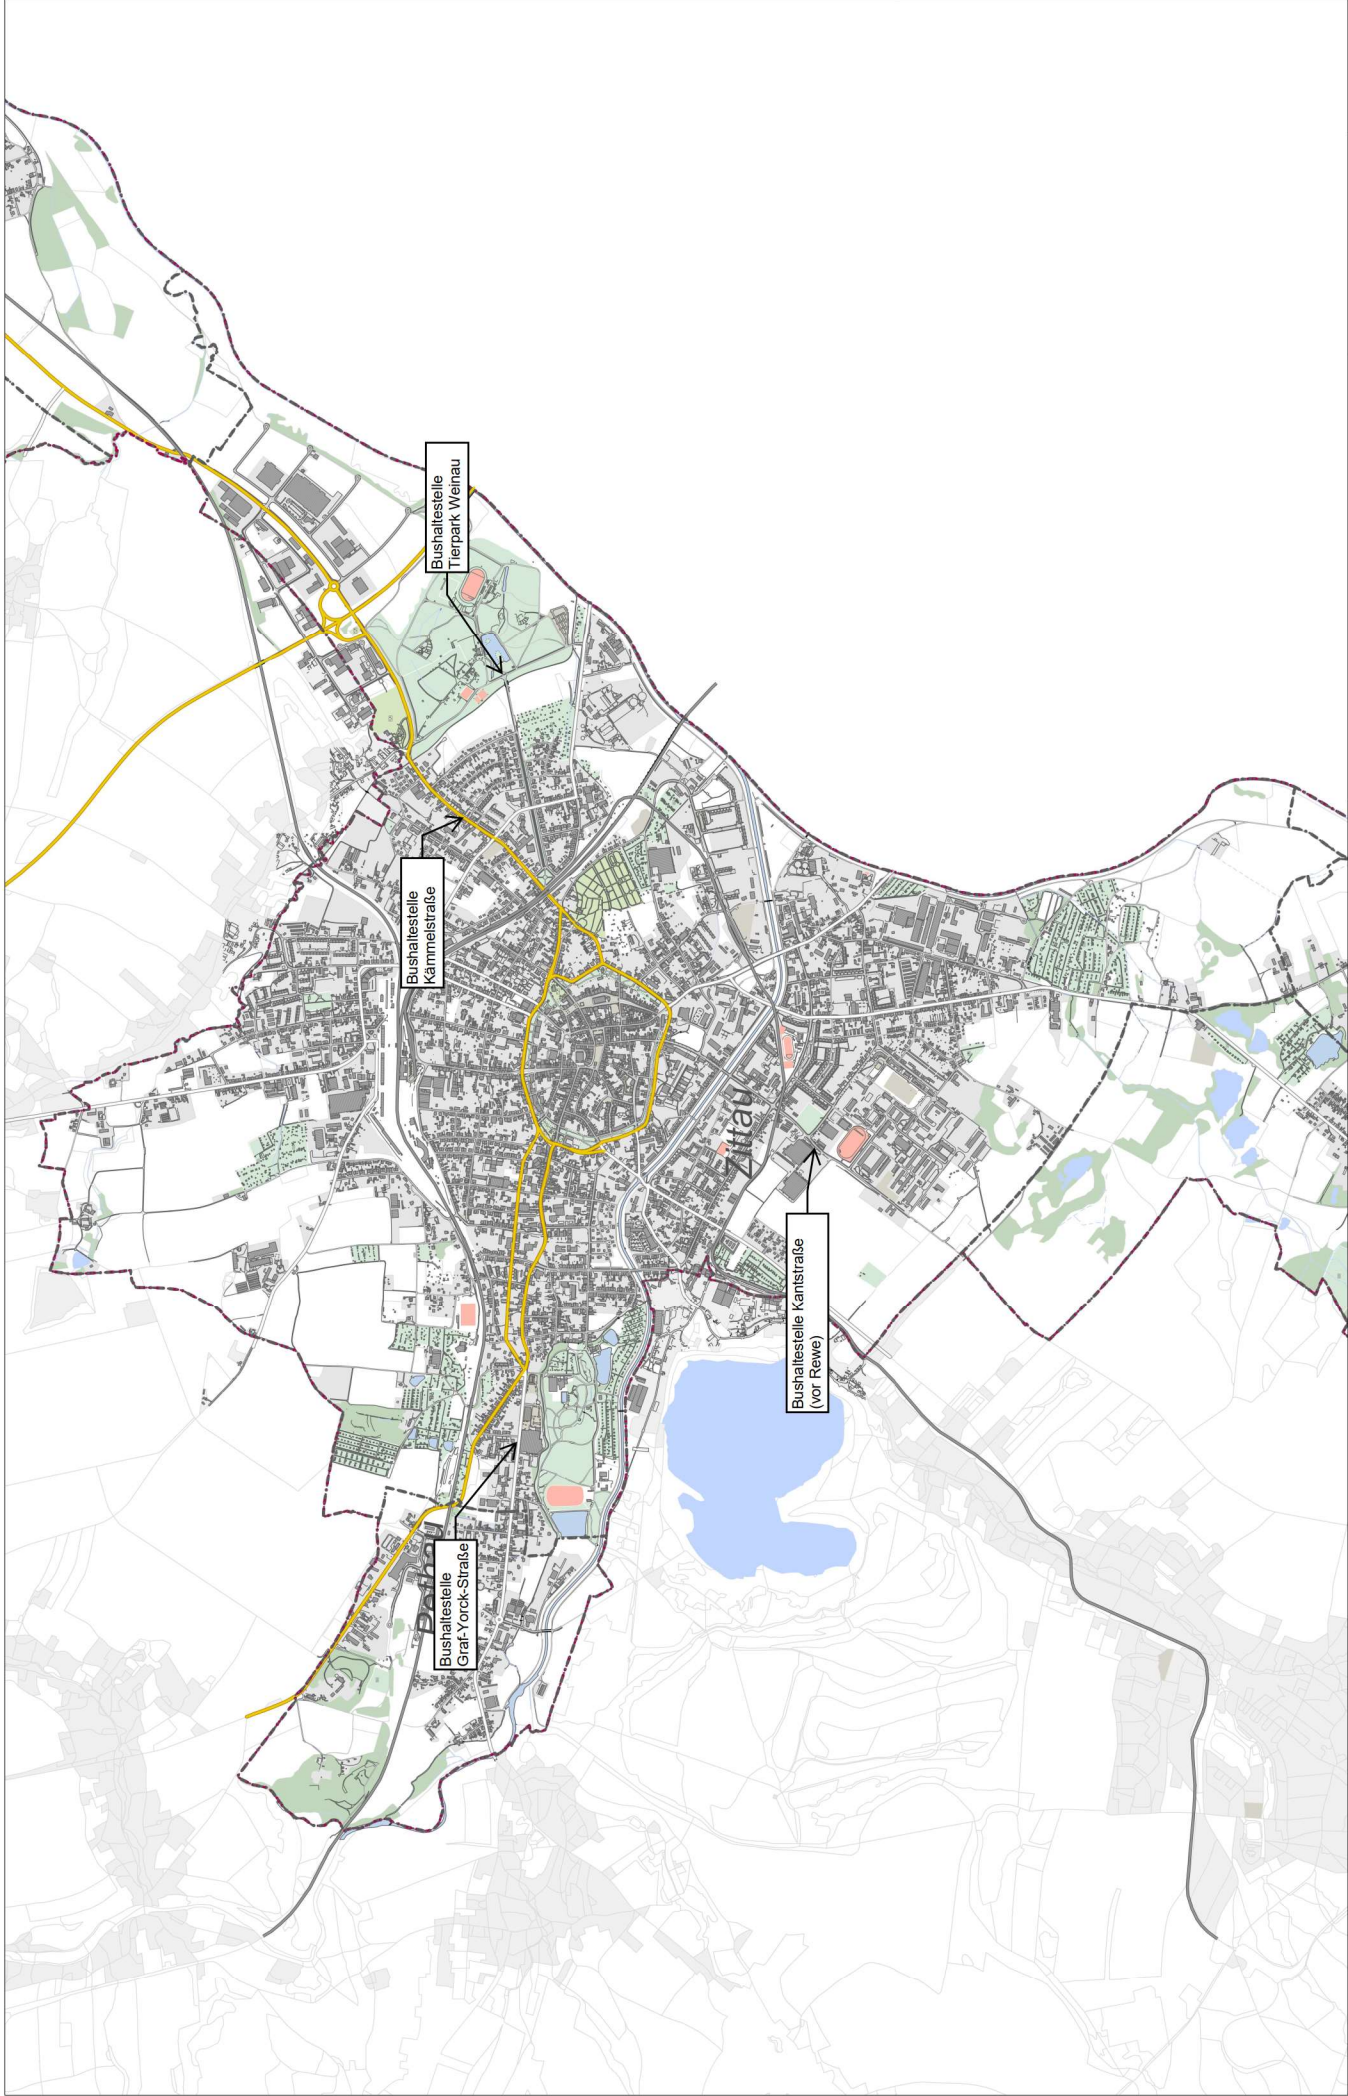 Bushaltestelle
Tierpark Weinau
Bushaltestelle
Kämmelstraße
Zittau
Bushaltestelle Kantstraße
(vor Rewe)
Bushaltestelle
Graf-Yorck-Straße